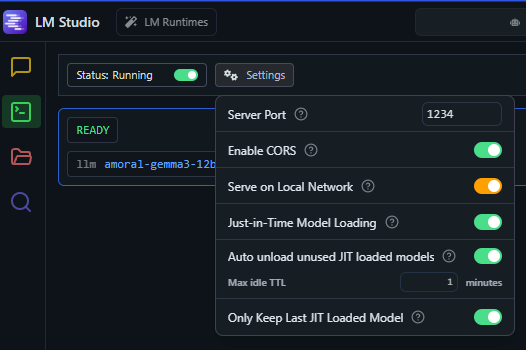 LM Studio
LM Runtimes
Status: Running
Settings
READY
llm amoral-gemma3-12b
Server Port
1234
Enable CORS
Serve on Local Network
Just-in-Time Model Loading
Auto unload unused JIT loaded models
Max idle TTL 1 minutes
Only Keep Last JIT Loaded Model